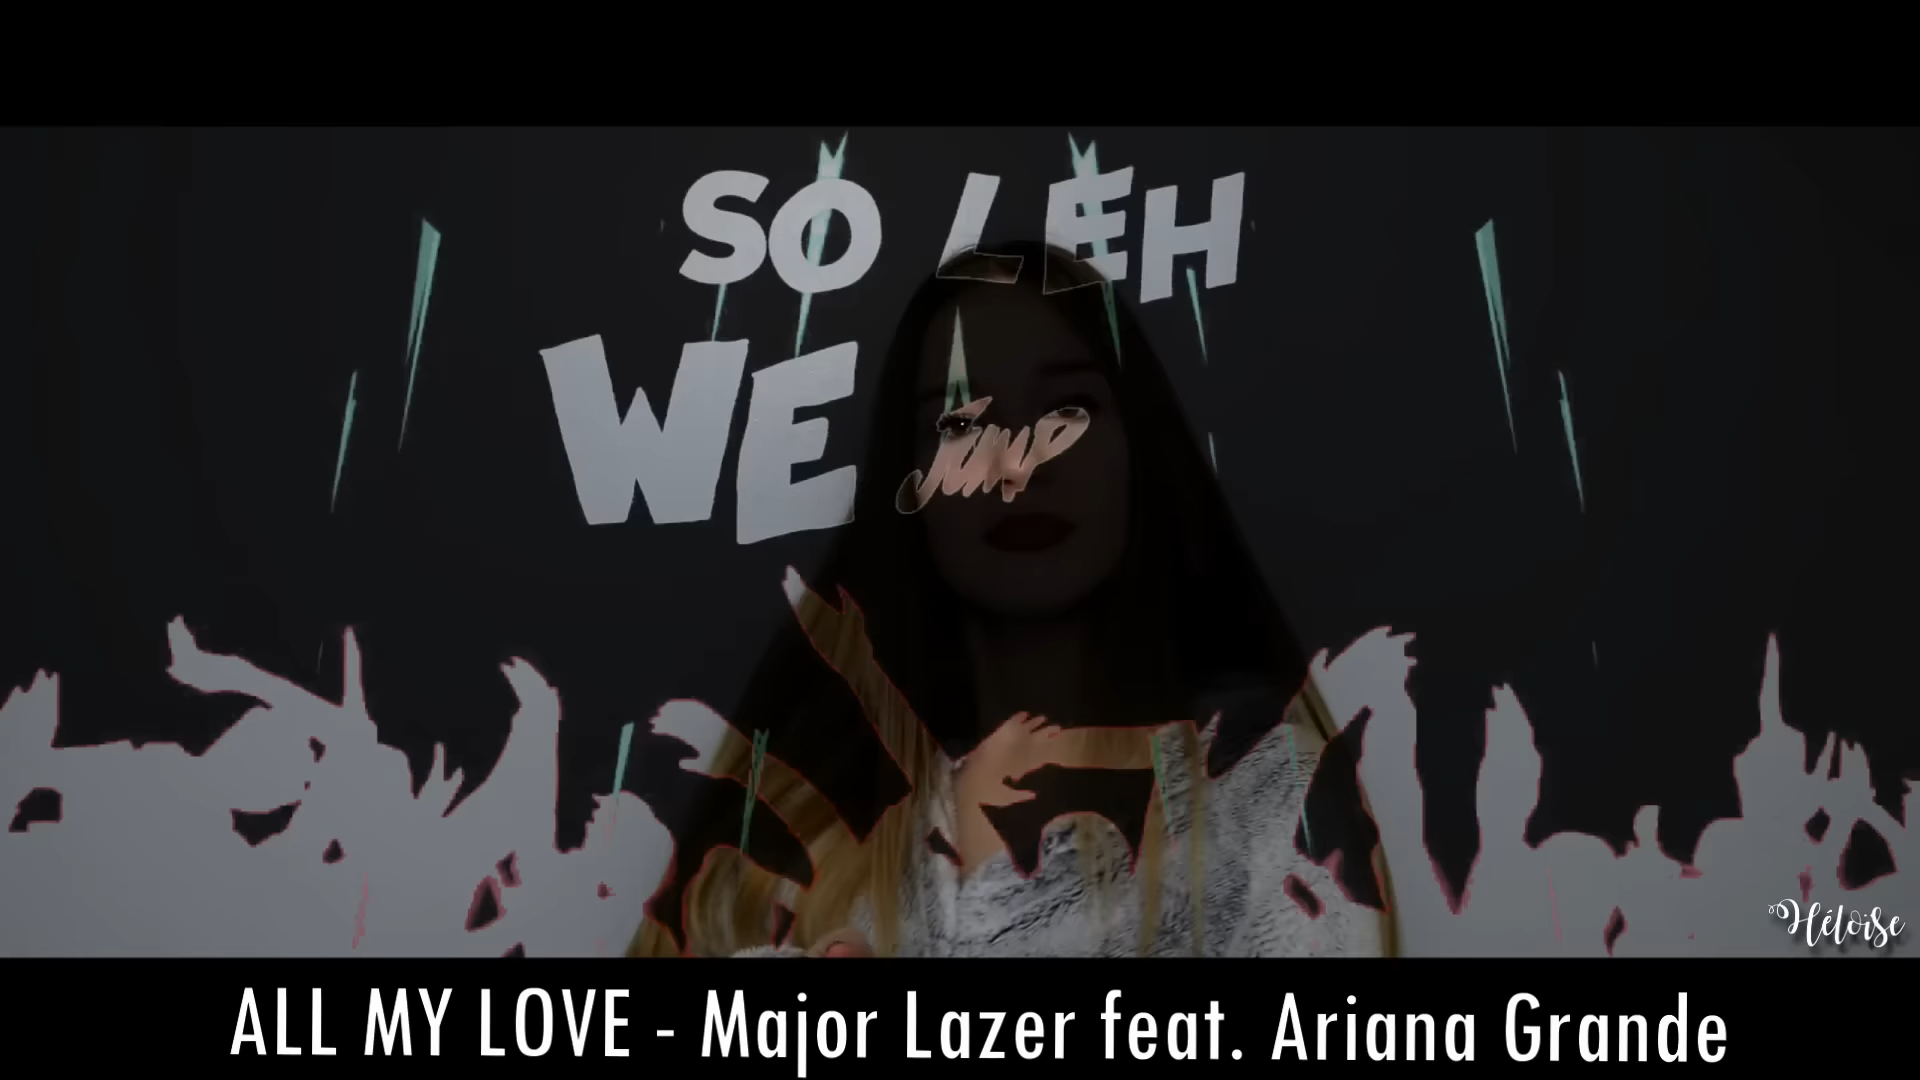 SO LEH
WE JUMP
Héloïse
ALL MY LOVE - Major Lazer feat. Ariana Grande